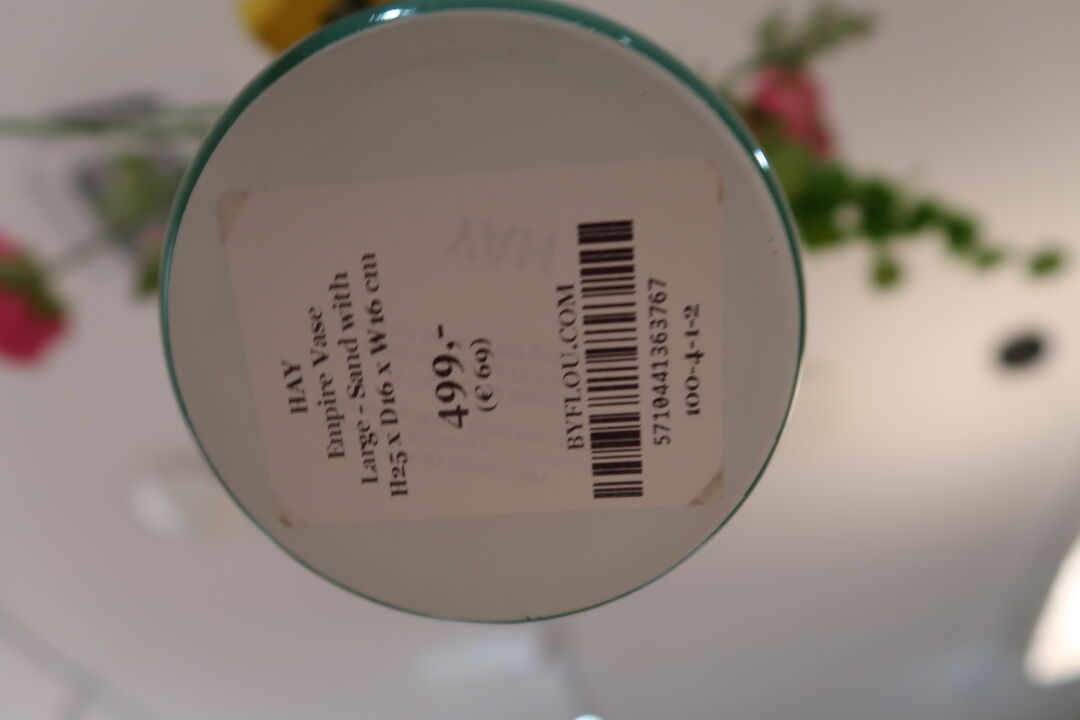 HAY
Empire Vase
Large - Sand with
H25 x D16 x W16 cm
499,-
(€ 69)
BYFLOU.COM
5710441363767
100-4-1-2
HAY